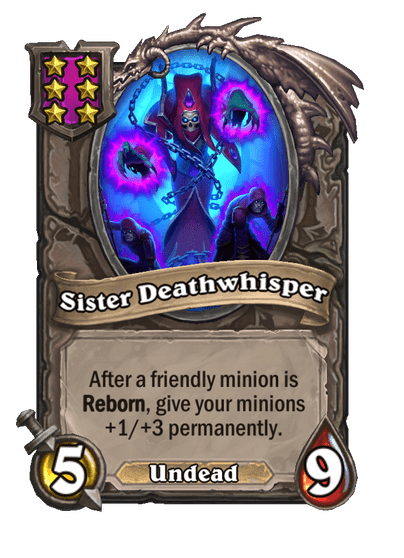 Sister Deathwhisper
After a friendly minion is
Reborn, give your minions
+1/+3 permanently.
5
Undead
9